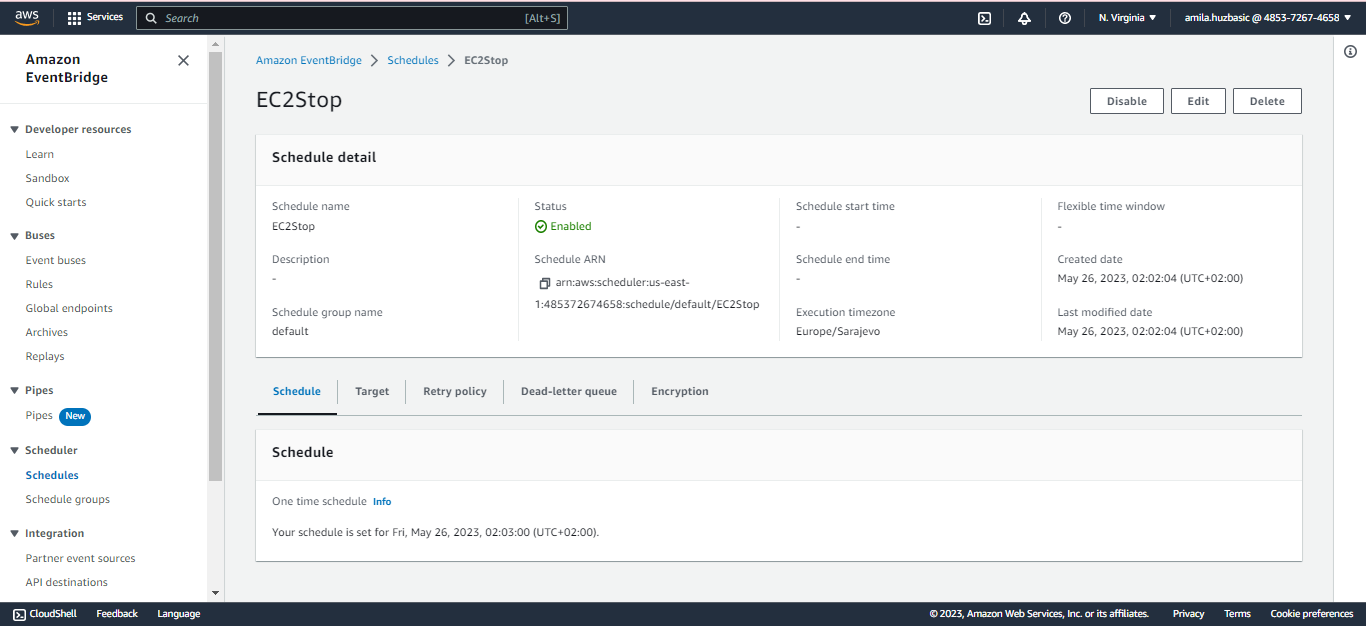 aws
Services
Search
[Alt+S]
N. Virginia
amila.huzbasic @ 4853-7267-4658
Amazon
EventBridge
Developer resources
Learn
Sandbox
Quick starts
Buses
Event buses
Rules
Global endpoints
Archives
Replays
Pipes
Pipes New
Scheduler
Schedules
Schedule groups
Integration
Partner event sources
API destinations
Amazon EventBridge > Schedules > EC2Stop
EC2Stop
Disable
Edit
Delete
Schedule detail
Schedule name
EC2Stop
Description
-
Schedule group name
default
Status
Enabled
Schedule ARN
arn:aws:scheduler:us-east-
1:485372674658:schedule/default/EC2Stop
Schedule start time
-
Schedule end time
-
Execution timezone
Europe/Sarajevo
Flexible time window
-
Created date
May 26, 2023, 02:02:04 (UTC+02:00)
Last modified date
May 26, 2023, 02:02:04 (UTC+02:00)
Schedule
Target
Retry policy
Dead-letter queue
Encryption
Schedule
One time schedule Info
Your schedule is set for Fri, May 26, 2023, 02:03:00 (UTC+02:00).
CloudShell
Feedback
Language
© 2023, Amazon Web Services, Inc. or its affiliates.
Privacy
Terms
Cookie preferences